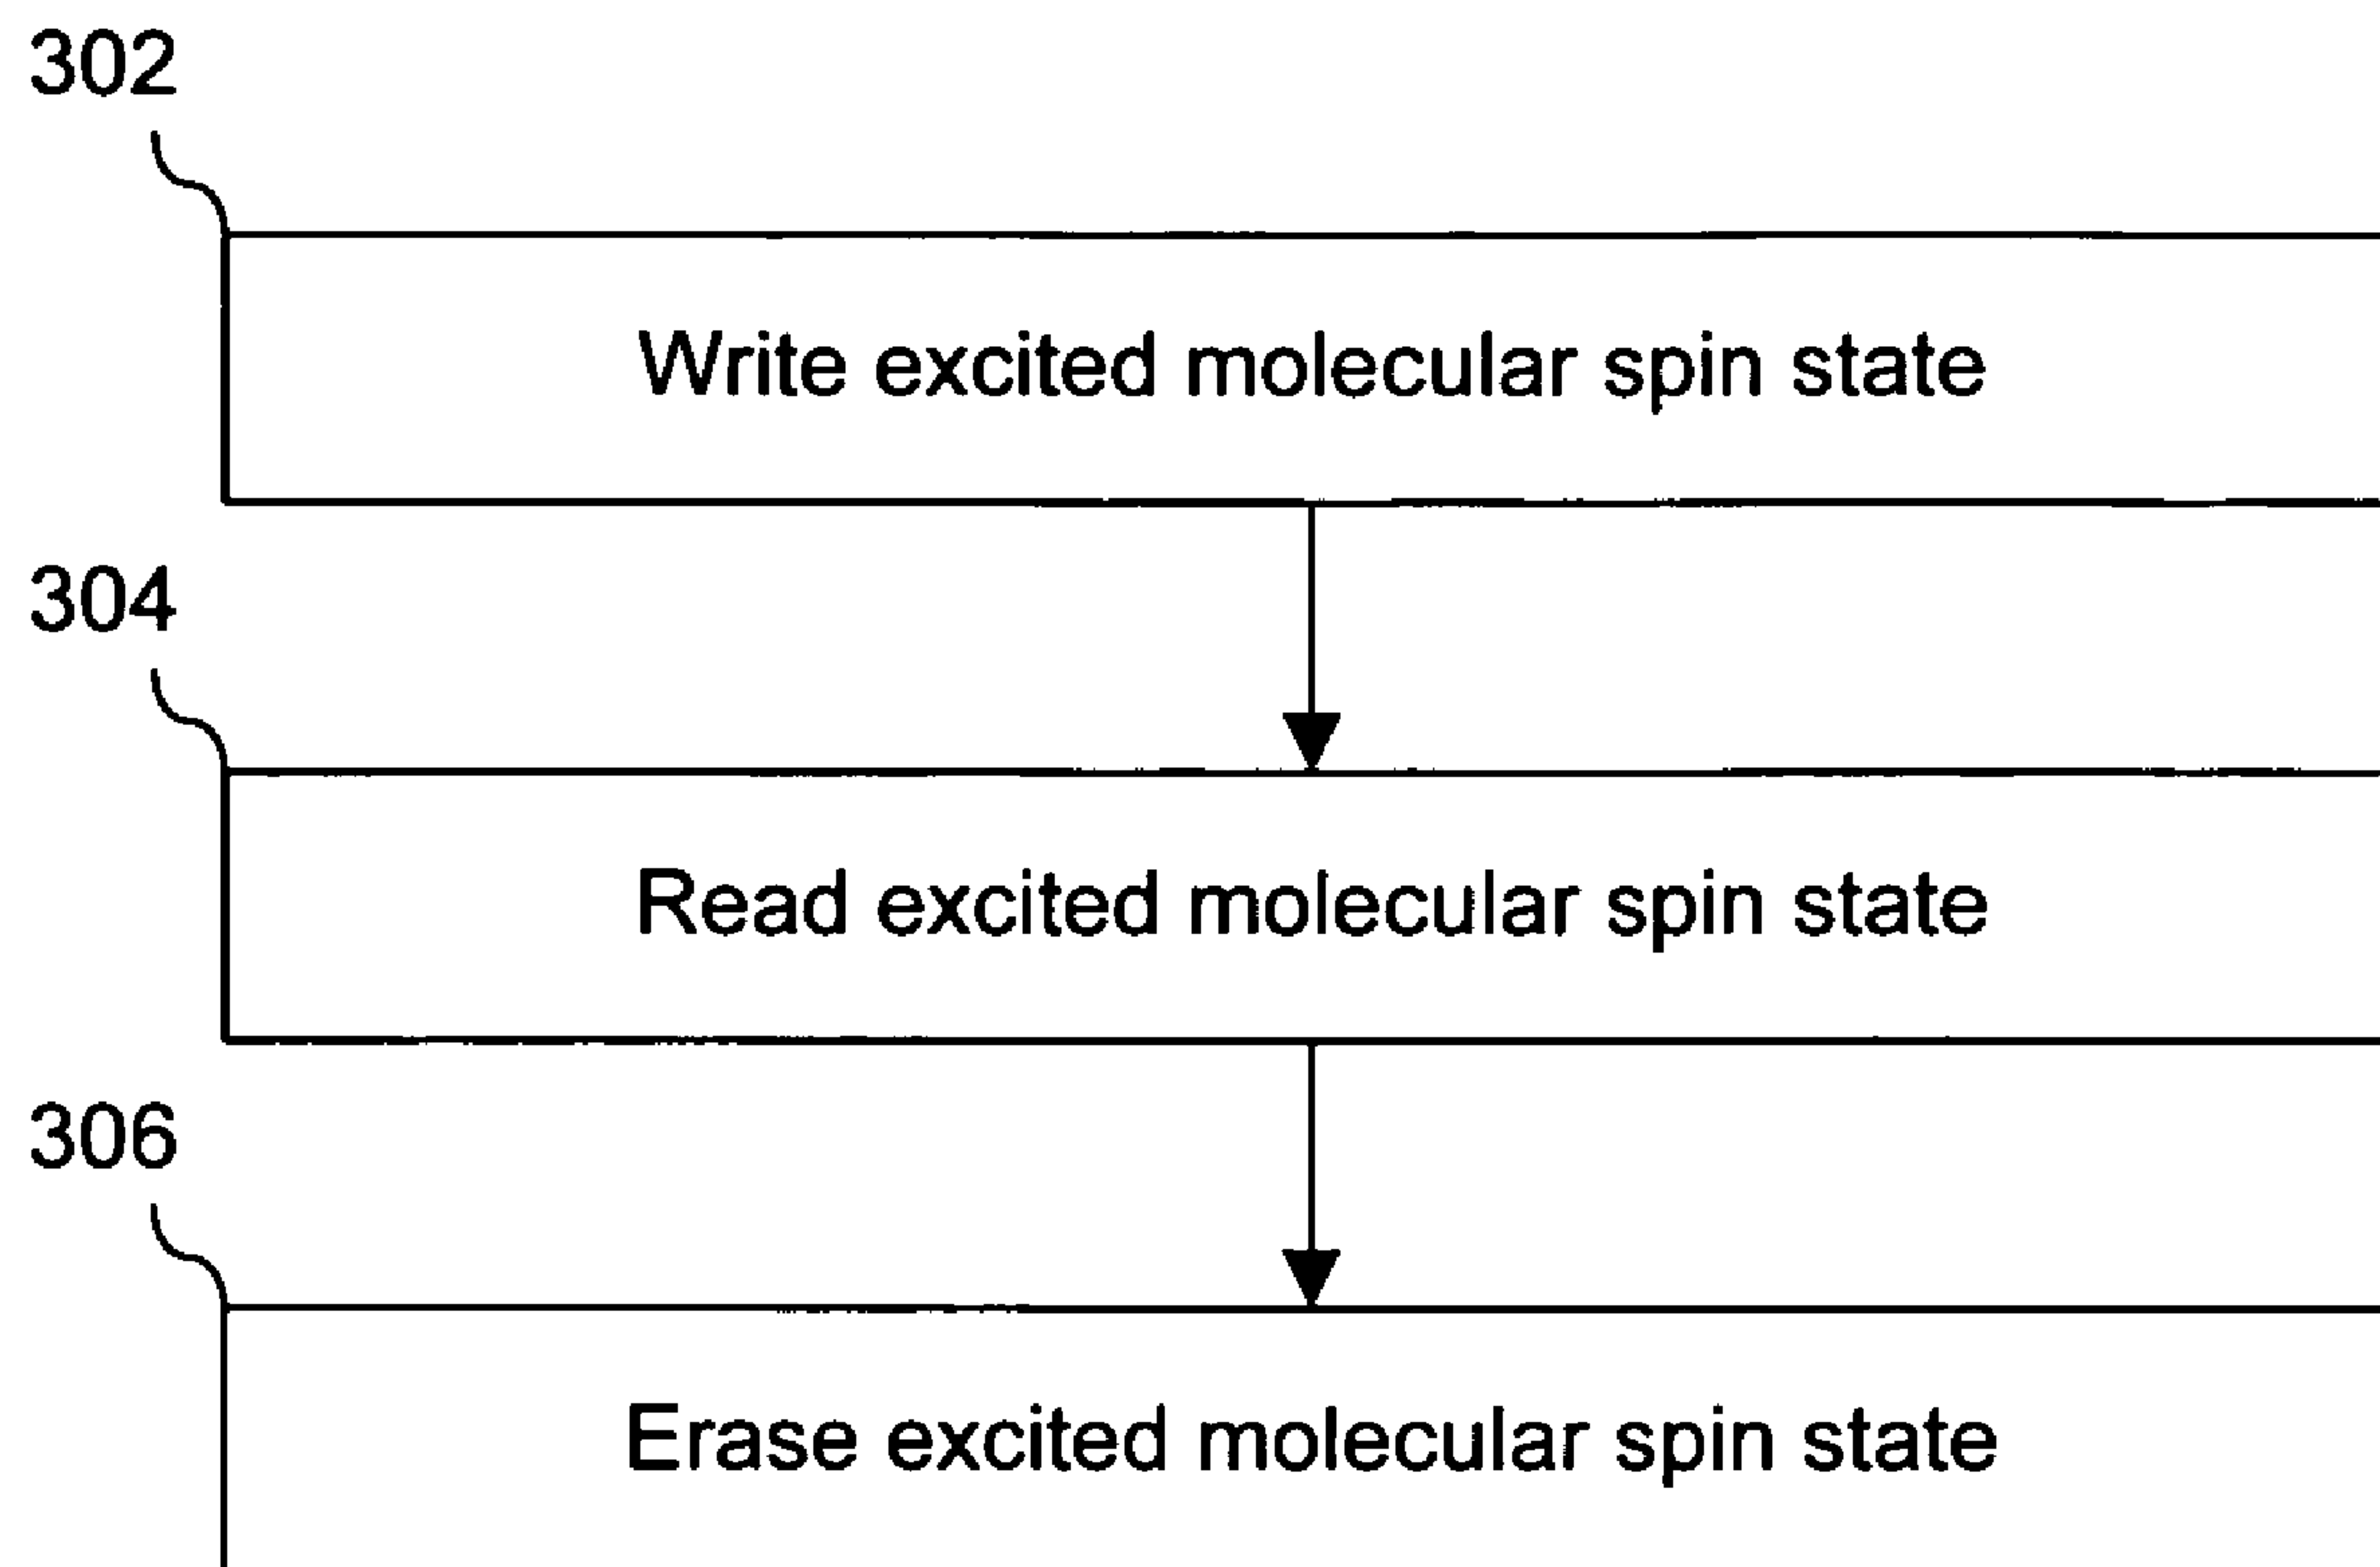 302
Write excited molecular spin state
304
Read excited molecular spin state
306
Erase excited molecular spin state